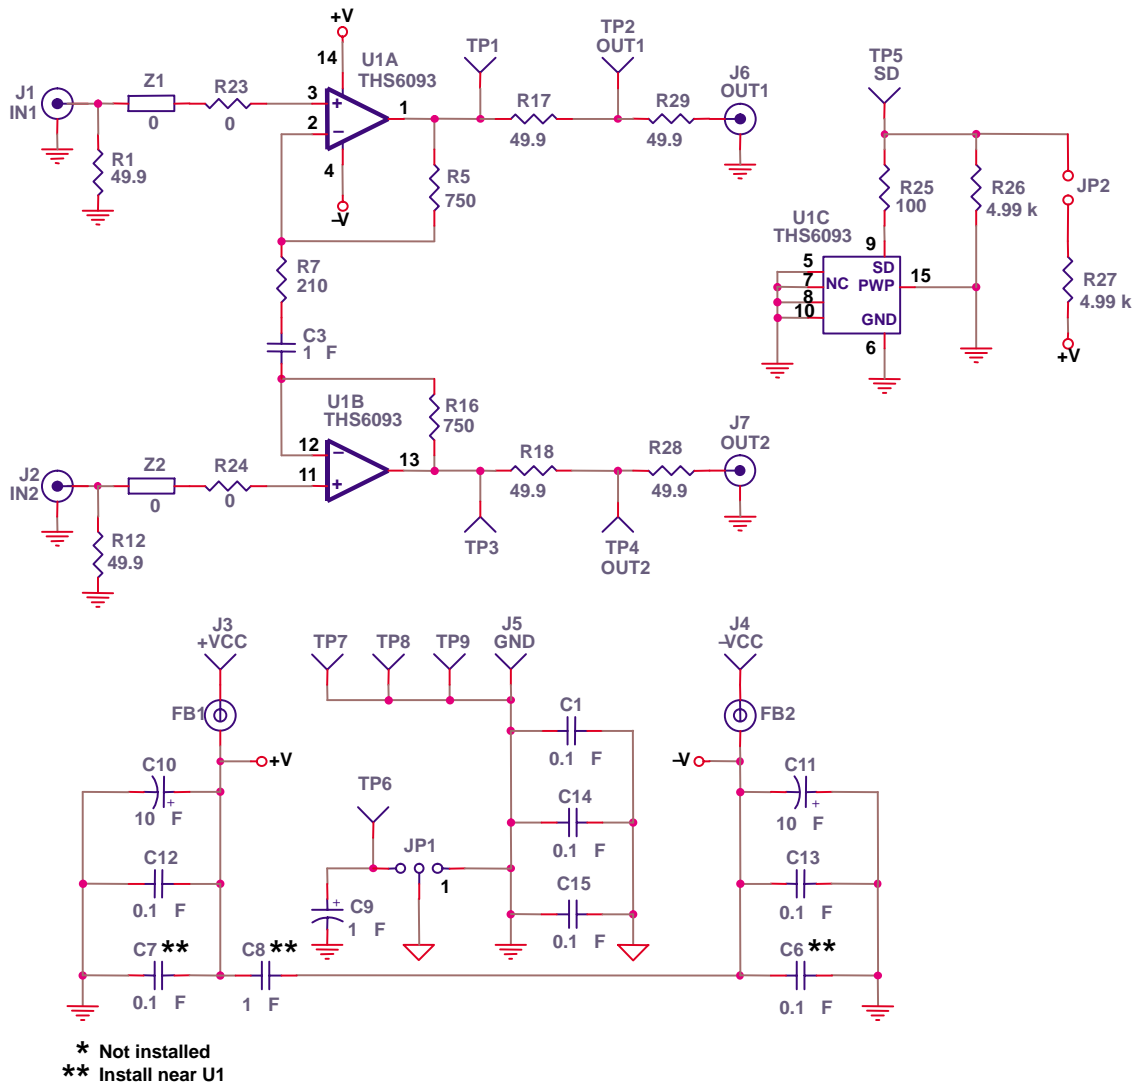 +V
14
U1A
THS6093
J1
IN1
Z1
0
R23
0
3
+
2
–
1
4
–V
R1
49.9
TP1
R17
49.9
TP2
OUT1
R29
49.9
J6
OUT1
R5
750
R7
210
C3
1 F
TP5
SD
R25
100
R26
4.99 k
JP2
R27
4.99 k
+V
U1C
THS6093
9
5
7
8
10
NC
SD
PWP
GND
15
6
U1B
THS6093
R16
750
12
–
11
+
13
J2
IN2
Z2
0
R24
0
R12
49.9
TP3
R18
49.9
TP4
OUT2
R28
49.9
J7
OUT2
J3
+VCC
FB1
+V
C10
+
10 F
C12
0.1 F
C7**
0.1 F
C8**
1 F
TP7
TP8
TP9
J5
GND
C1
0.1 F
C14
0.1 F
C15
0.1 F
TP6
JP1
1
+
C9
1 F
J4
–VCC
FB2
–V
C11
+
10 F
C13
0.1 F
C6**
0.1 F
* Not installed
** Install near U1